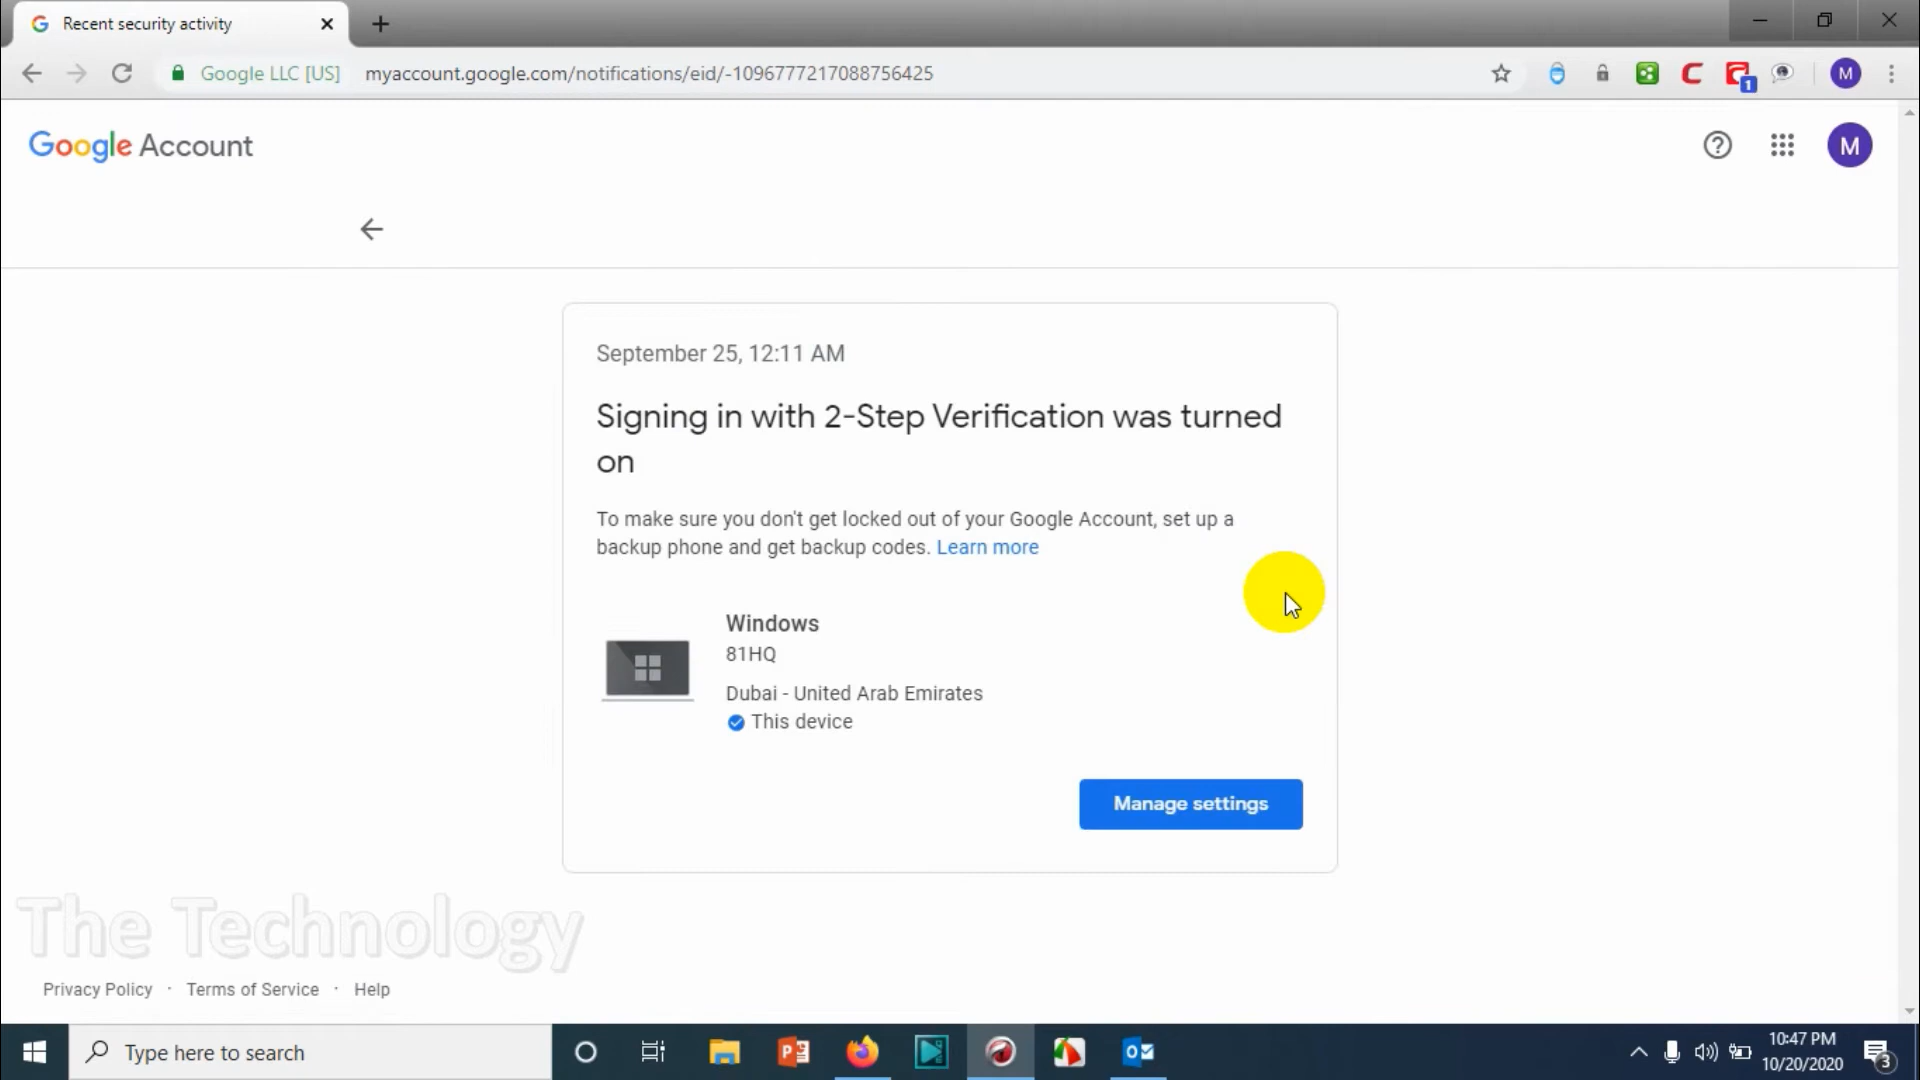 Recent security activity
Google LLC [US] myaccount.google.com/notifications/eid/-1096777217088756425
1
M
Google Account
M
September 25, 12:11 AM
Signing in with 2-Step Verification was turned
on
To make sure you don't get locked out of your Google Account, set up a
backup phone and get backup codes. Learn more
Windows
81HQ
Dubai - United Arab Emirates
This device
Manage settings
The Technology
Privacy Policy · Terms of Service · Help
Type here to search
10:47 PM
10/20/2020
3